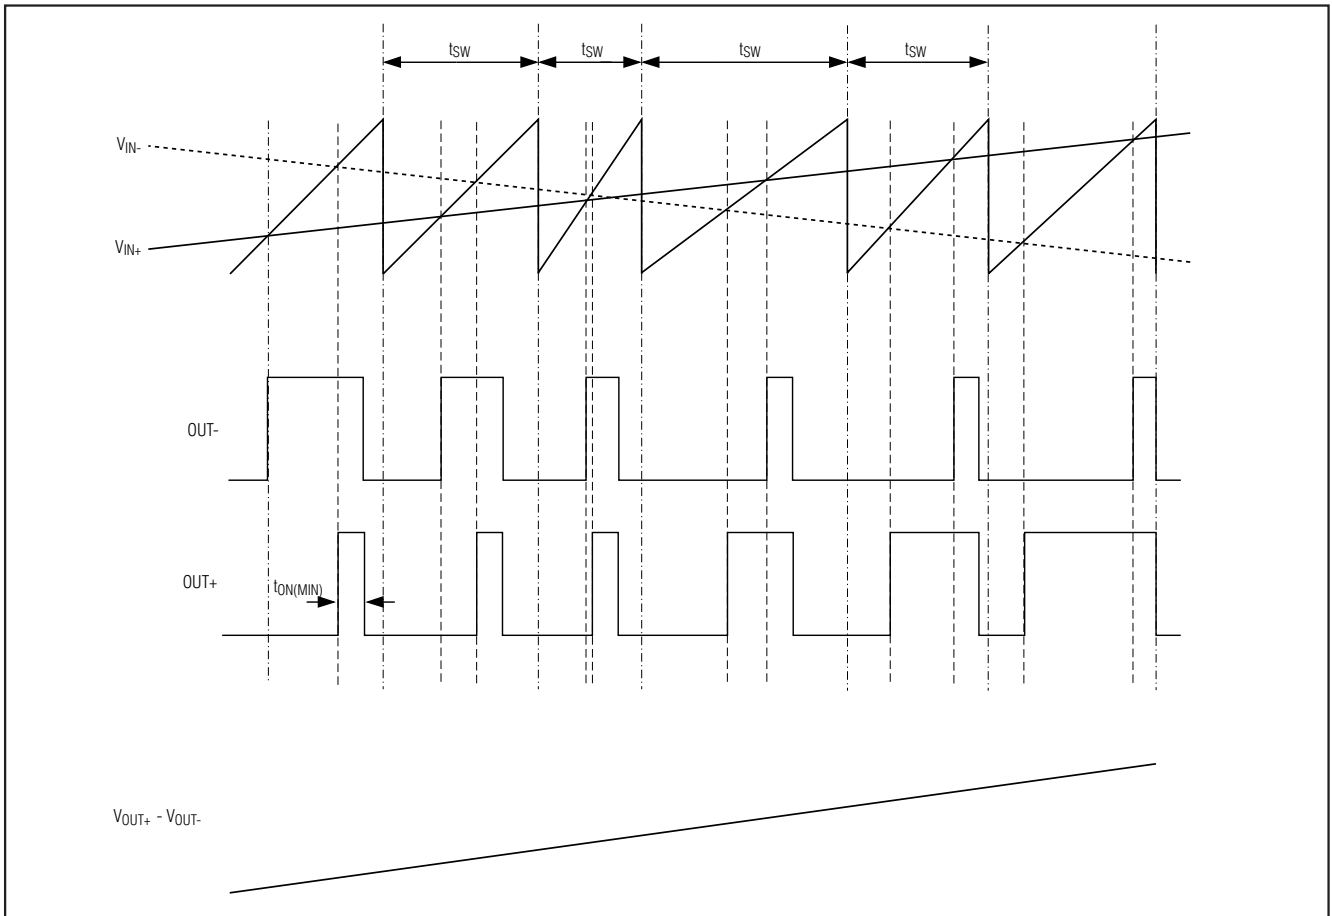 tSW tSW tSW tSW
VIN-
VIN+
OUT-
OUT+
tON(MIN)
VOUT+ - VOUT-